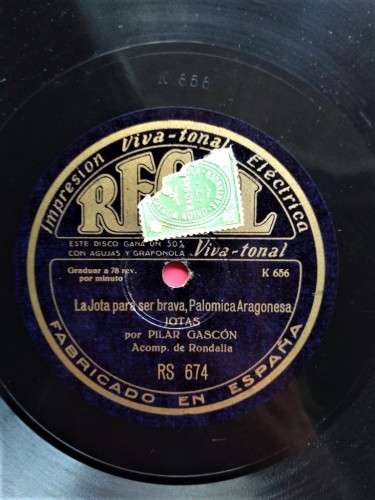 K 656
Impresión Viva-tonal Eléctrica
REGAL
ESTE DISCO GANA UN 50%
CON AGUJAS Y GRAFONOLA Viva-tonal
Graduar a 78 rev.
por minuto
K 656
La Jota para ser brava, Palomica Aragonesa,
JOTAS
por PILAR GASCÓN
Acomp. de Rondalla
RS 674
FABRICADO EN ESPAÑA